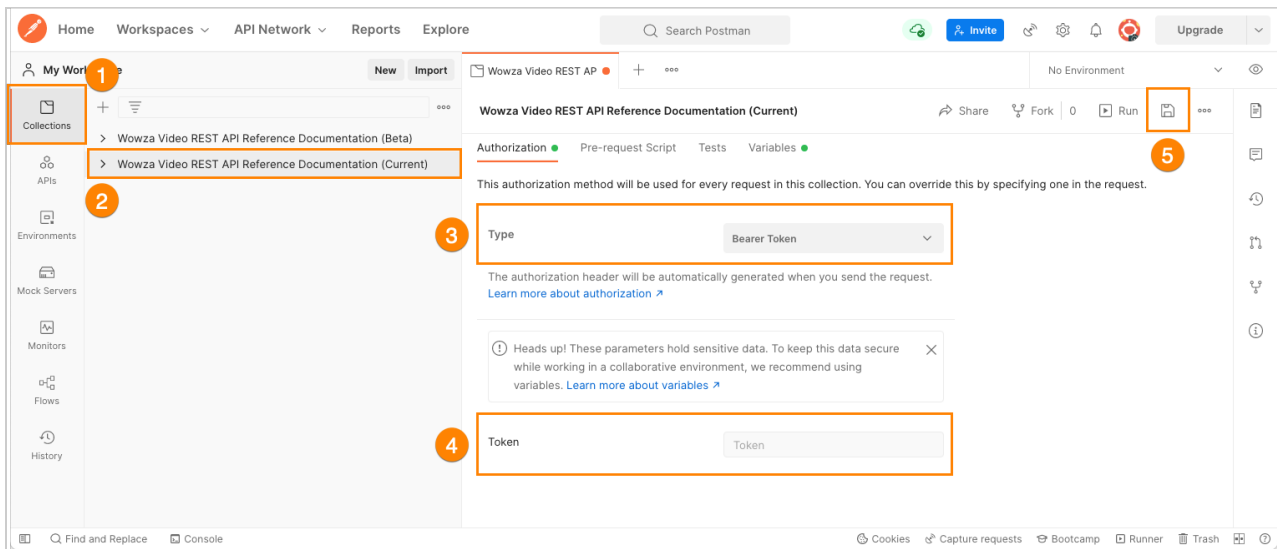 Home Workspaces API Network Reports Explore Search Postman Invite Upgrade
My Wor e New Import Wowza Video REST AP No Environment
1
Collections
Wowza Video REST API Reference Documentation (Beta)
2
Wowza Video REST API Reference Documentation (Current)
APIs
Environments
Mock Servers
Monitors
Flows
History
Wowza Video REST API Reference Documentation (Current) Share Fork 0 Run
5
Authorization Pre-request Script Tests Variables
This authorization method will be used for every request in this collection. You can override this by specifying one in the request.
3
Type Bearer Token
The authorization header will be automatically generated when you send the request.
Learn more about authorization ↗
Heads up! These parameters hold sensitive data. To keep this data secure
while working in a collaborative environment, we recommend using
variables. Learn more about variables ↗
4
Token Token
Find and Replace Console Cookies Capture requests Bootcamp Runner Trash